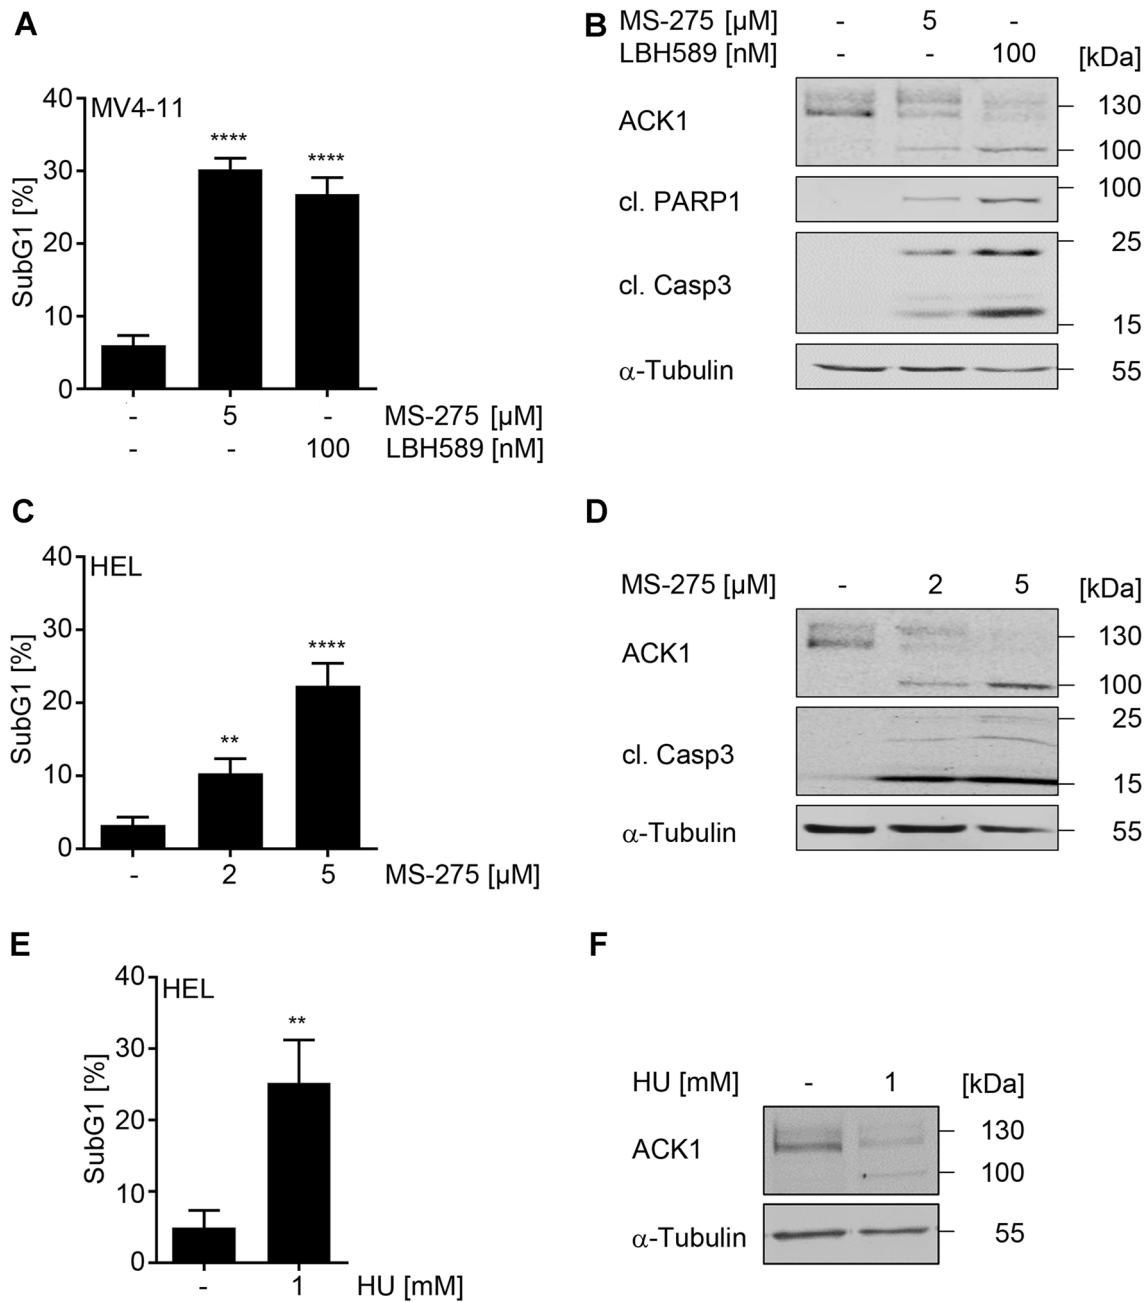 A
MV4-11
SubG1 [%]
40
30
20
10
0
****
****
- 5 - MS-275 [µM]
- - 100 LBH589 [nM]
B
MS-275 [µM] - 5 -
LBH589 [nM] - - 100 [kDa]
ACK1 130
100
cl. PARP1 100
cl. Casp3 25
15
α-Tubulin 55
C
HEL
SubG1 [%]
40
30
20
10
0
**
****
- 2 5 MS-275 [µM]
D
MS-275 [µM] - 2 5 [kDa]
ACK1 130
100
cl. Casp3 25
15
α-Tubulin 55
E
HEL
SubG1 [%]
40
30
20
10
0
**
- 1 HU [mM]
F
HU [mM] - 1 [kDa]
ACK1 130
100
α-Tubulin 55